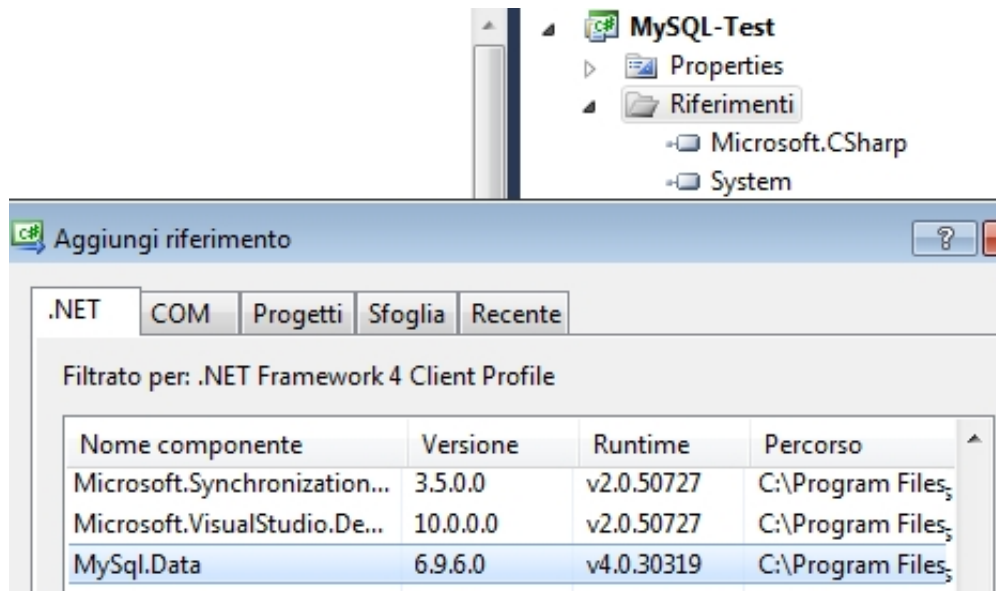 MySQL-Test
Properties
Riferimenti
Microsoft.CSharp
System
Aggiungi riferimento
.NET COM Progetti Sfoglia Recente
Filtrato per: .NET Framework 4 Client Profile
Nome componente Versione Runtime Percorso
Microsoft.Synchronization... 3.5.0.0 v2.0.50727 C:\Program Files
Microsoft.VisualStudio.De... 10.0.0.0 v2.0.50727 C:\Program Files
MySql.Data 6.9.6.0 v4.0.30319 C:\Program Files